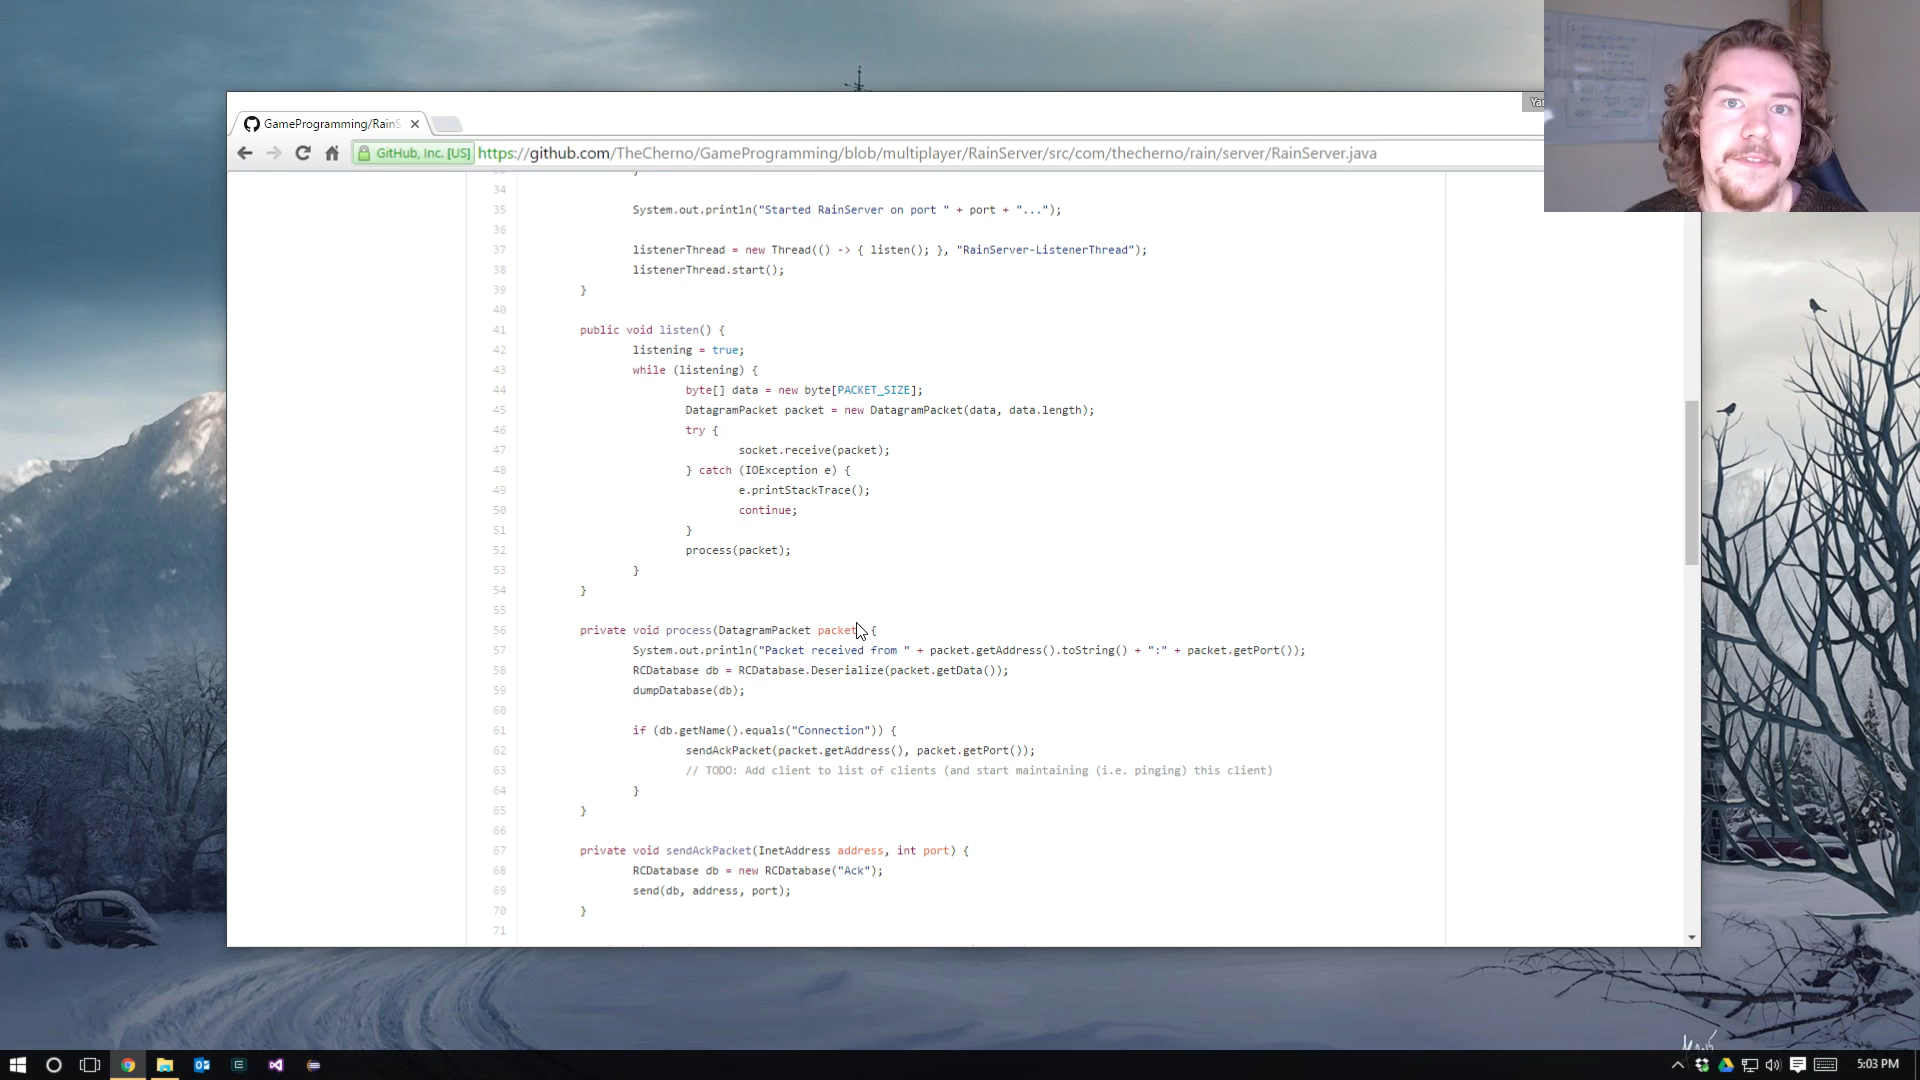 Ya
GameProgramming/RainS
GitHub, Inc. [US] https://github.com/TheCherno/GameProgramming/blob/multiplayer/RainServer/src/com/thecherno/rain/server/RainServer.java
}
34
35 System.out.println("Started RainServer on port " + port + "...");
36
37 listenerThread = new Thread(() -> { listen(); }, "RainServer-ListenerThread");
38 listenerThread.start();
39 }
40
41 public void listen() {
42 listening = true;
43 while (listening) {
44 byte[] data = new byte[PACKET_SIZE];
45 DatagramPacket packet = new DatagramPacket(data, data.length);
46 try {
47 socket.receive(packet);
48 } catch (IOException e) {
49 e.printStackTrace();
50 continue;
51 }
52 process(packet);
53 }
54 }
55
56 private void process(DatagramPacket packet {
57 System.out.println("Packet received from " + packet.getAddress().toString() + ":" + packet.getPort());
58 RCDatabase db = RCDatabase.Deserialize(packet.getData());
59 dumpDatabase(db);
60
61 if (db.getName().equals("Connection")) {
62 sendAckPacket(packet.getAddress(), packet.getPort());
63 // TODO: Add client to list of clients (and start maintaining (i.e. pinging) this client)
64 }
65 }
66
67 private void sendAckPacket(InetAddress address, int port) {
68 RCDatabase db = new RCDatabase("Ack");
69 send(db, address, port);
70 }
71
5:03 PM